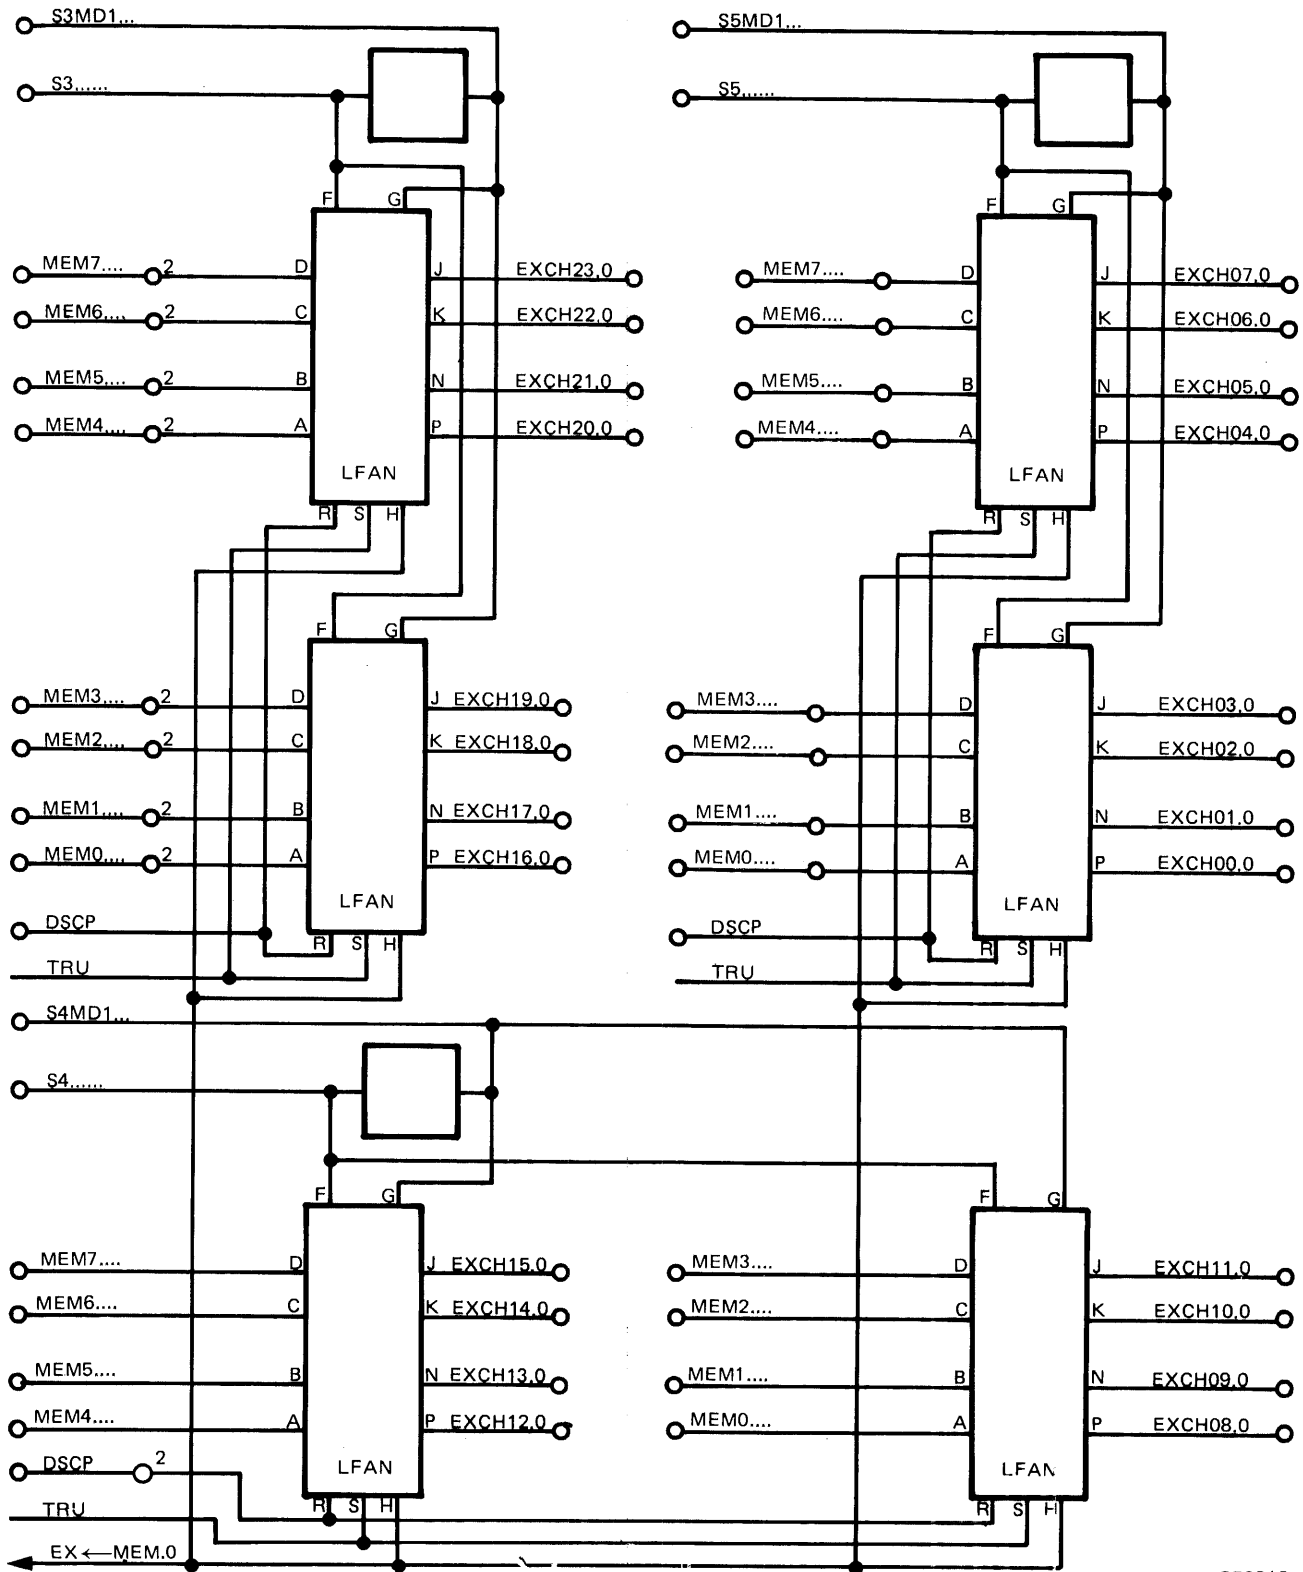 S3MD1...
S5MD1...
S3......
S5......
F G
F G
MEM7.... 2 D J EXCH23,0
MEM7.... D J EXCH07,0
MEM6.... 2 C K EXCH22,0
MEM6.... C K EXCH06.0
MEM5.... 2 B N EXCH21,0
MEM5.... B N EXCH05,0
MEM4.... 2 A P EXCH20,0
MEM4.... A P EXCH04,0
LFAN
LFAN
R S H
R S H
F G
F G
MEM3.... 2 D J EXCH19,0
MEM3.... D J EXCH03,0
MEM2.... 2 C K EXCH18,0
MEM2.... C K EXCH02,0
MEM1.... 2 B N EXCH17,0
MEM1.... B N EXCH01,0
MEM0.... 2 A P EXCH16,0
MEM0.... A P EXCH00,0
LFAN
LFAN
DSCP R S H
DSCP R S H
TRU
TRU
S4MD1...
S4......
F G
F G
MEM7.... D J EXCH15,0
MEM3.... D J EXCH11,0
MEM6.... C K EXCH14,0
MEM2.... C K EXCH10,0
MEM5.... B N EXCH13,0
MEM1.... B N EXCH09,0
MEM4.... A P EXCH12,0
MEM0.... A P EXCH08,0
DSCP 2 LFAN
LFAN
R S H
R S H
TRU
EX←MEM.0